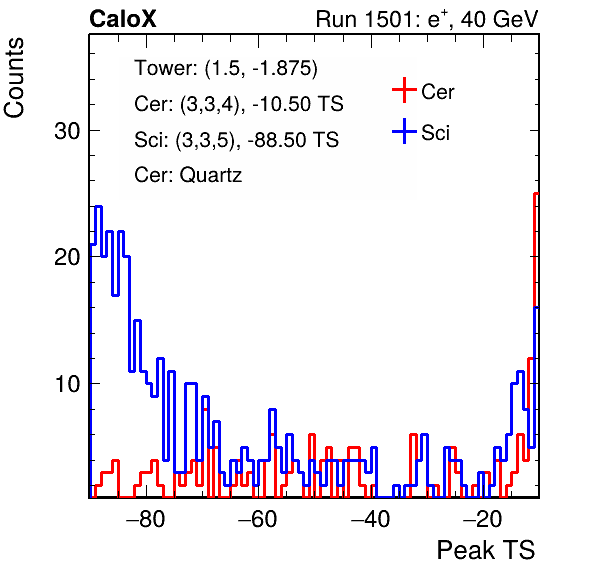 CaloX Run 1501: e⁺, 40 GeV
Counts
Tower: (1.5, -1.875)
Cer: (3,3,4), -10.50 TS
Sci: (3,3,5), -88.50 TS
Cer: Quartz
Cer
Sci
30
20
10
−80 −60 −40 −20
Peak TS